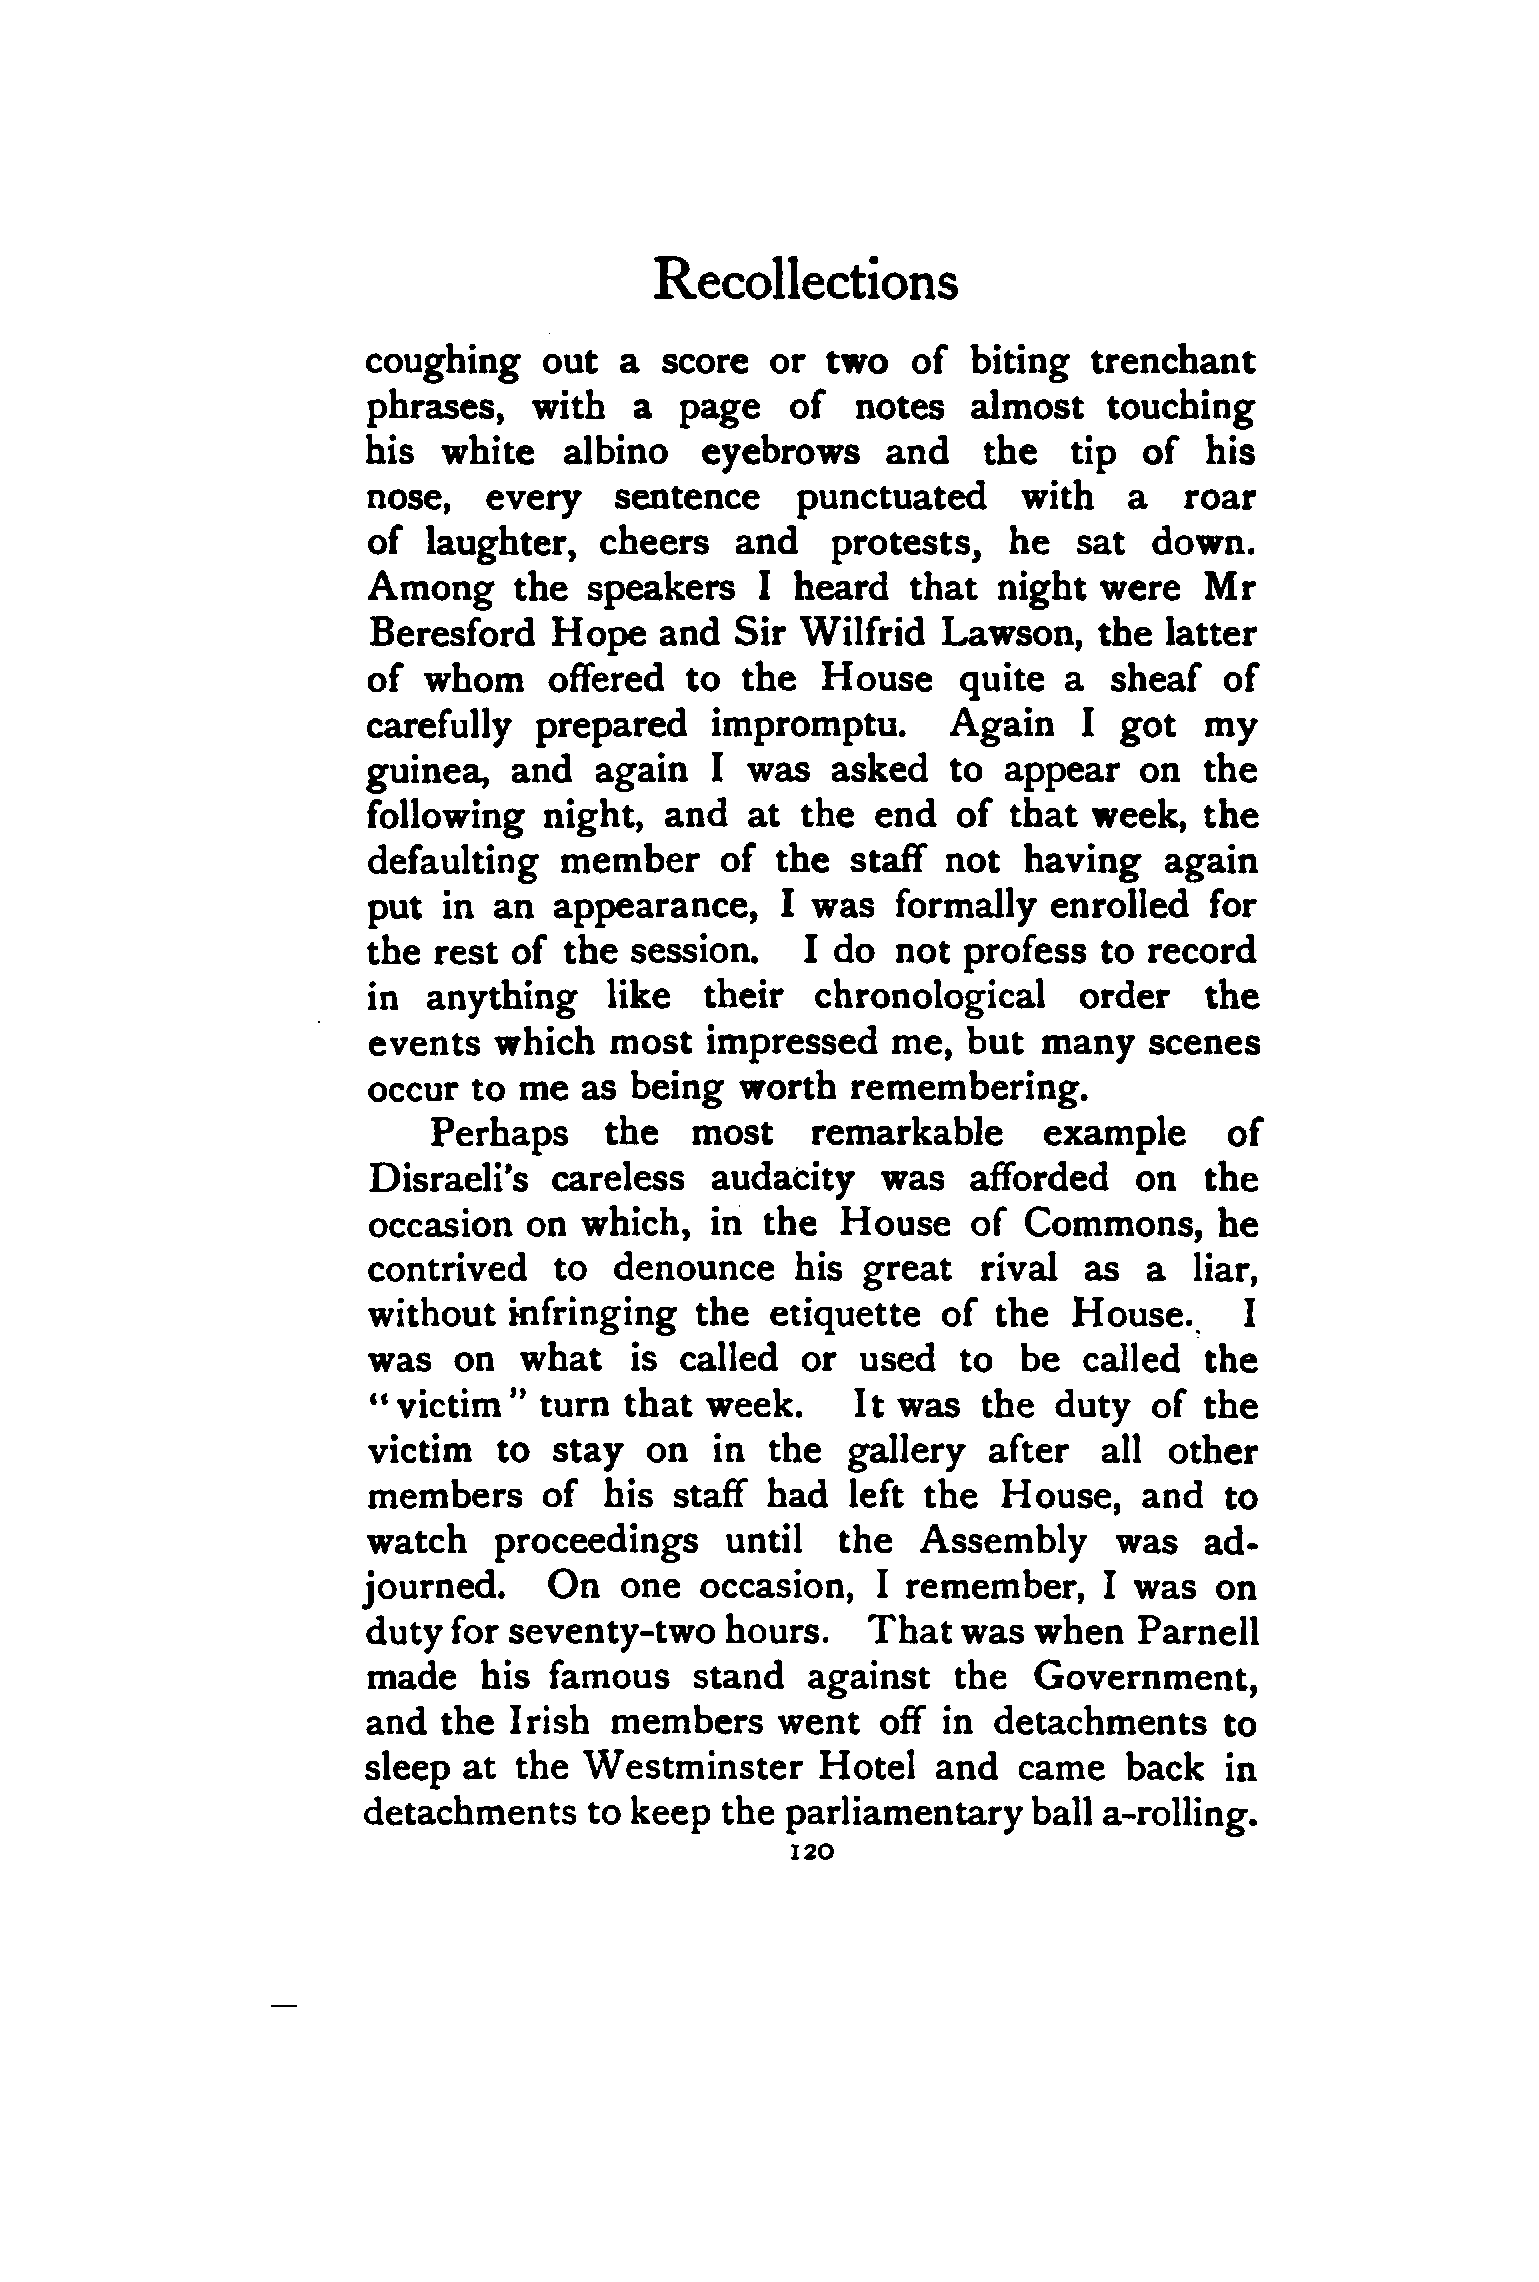 Recollections
coughing out a score or two of biting trenchant
phrases, with a page of notes almost touching
his white albino eyebrows and the tip of his
nose, every sentence punctuated with a roar
of laughter, cheers and protests, he sat down.
Among the speakers I heard that night were Mr
Beresford Hope and Sir Wilfrid Lawson, the latter
of whom offered to the House quite a sheaf of
carefully prepared impromptu. Again I got my
guinea, and again I was asked to appear on the
following night, and at the end of that week, the
defaulting member of the staff not having again
put in an appearance, I was formally enrolled for
the rest of the session. I do not profess to record
in anything like their chronological order the
events which most impressed me, but many scenes
occur to me as being worth remembering.
Perhaps the most remarkable example of
Disraeli's careless audacity was afforded on the
occasion on which, in the House of Commons, he
contrived to denounce his great rival as a liar,
without infringing the etiquette of the House. I
was on what is called or used to be called the
"victim" turn that week. It was the duty of the
victim to stay on in the gallery after all other
members of his staff had left the House, and to
watch proceedings until the Assembly was ad-
journed. On one occasion, I remember, I was on
duty for seventy-two hours. That was when Parnell
made his famous stand against the Government,
and the Irish members went off in detachments to
sleep at the Westminster Hotel and came back in
detachments to keep the parliamentary ball a-rolling.
120